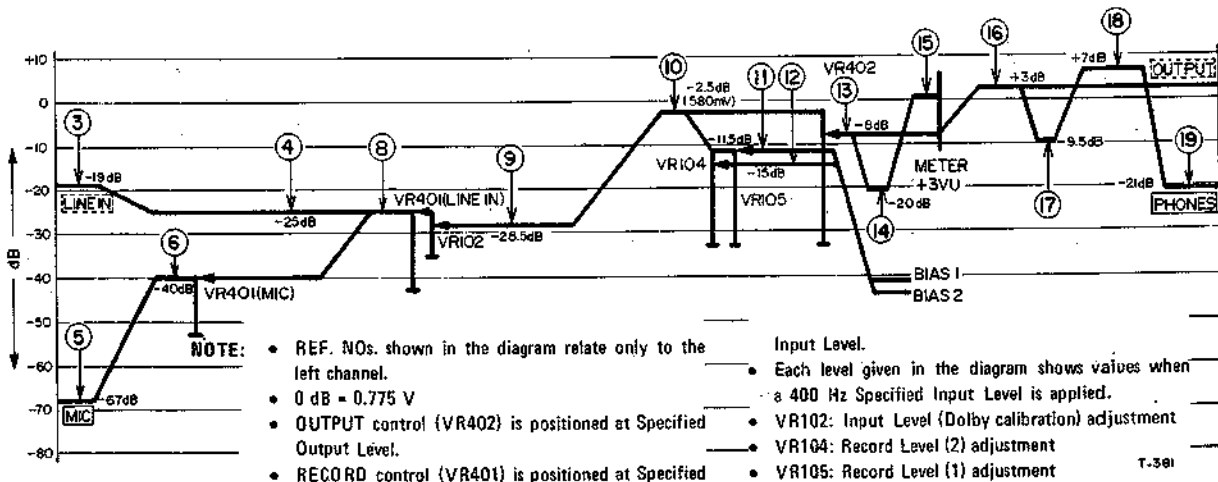 +10
0
-10
-20
-30
-40
-50
-60
-70
-80
dB
3
-19dB
LINE IN
4
-25dB
8
VR401(LINE IN)
VR102
9
-28.5dB
6
-40dB
VR401(MIC)
5
-67dB
MIC
10
-2.5dB
(580mV)
11
-11.5dB
12
-15dB
VR104
VR105
VR402
13
-8dB
14
-20dB
15
METER
+3VU
16
+3dB
17
-9.5dB
18
+7dB
OUTPUT
19
-21dB
PHONES
BIAS 1
BIAS 2
NOTE:
• REF. NOs. shown in the diagram relate only to the
left channel.
• 0 dB = 0.775 V
• OUTPUT control (VR402) is positioned at Specified
Output Level.
• RECORD control (VR401) is positioned at Specified
Input Level.
• Each level given in the diagram shows values when
a 400 Hz Specified Input Level is applied.
• VR102: Input Level (Dolby calibration) adjustment
• VR104: Record Level (2) adjustment
• VR105: Record Level (1) adjustment
T-381